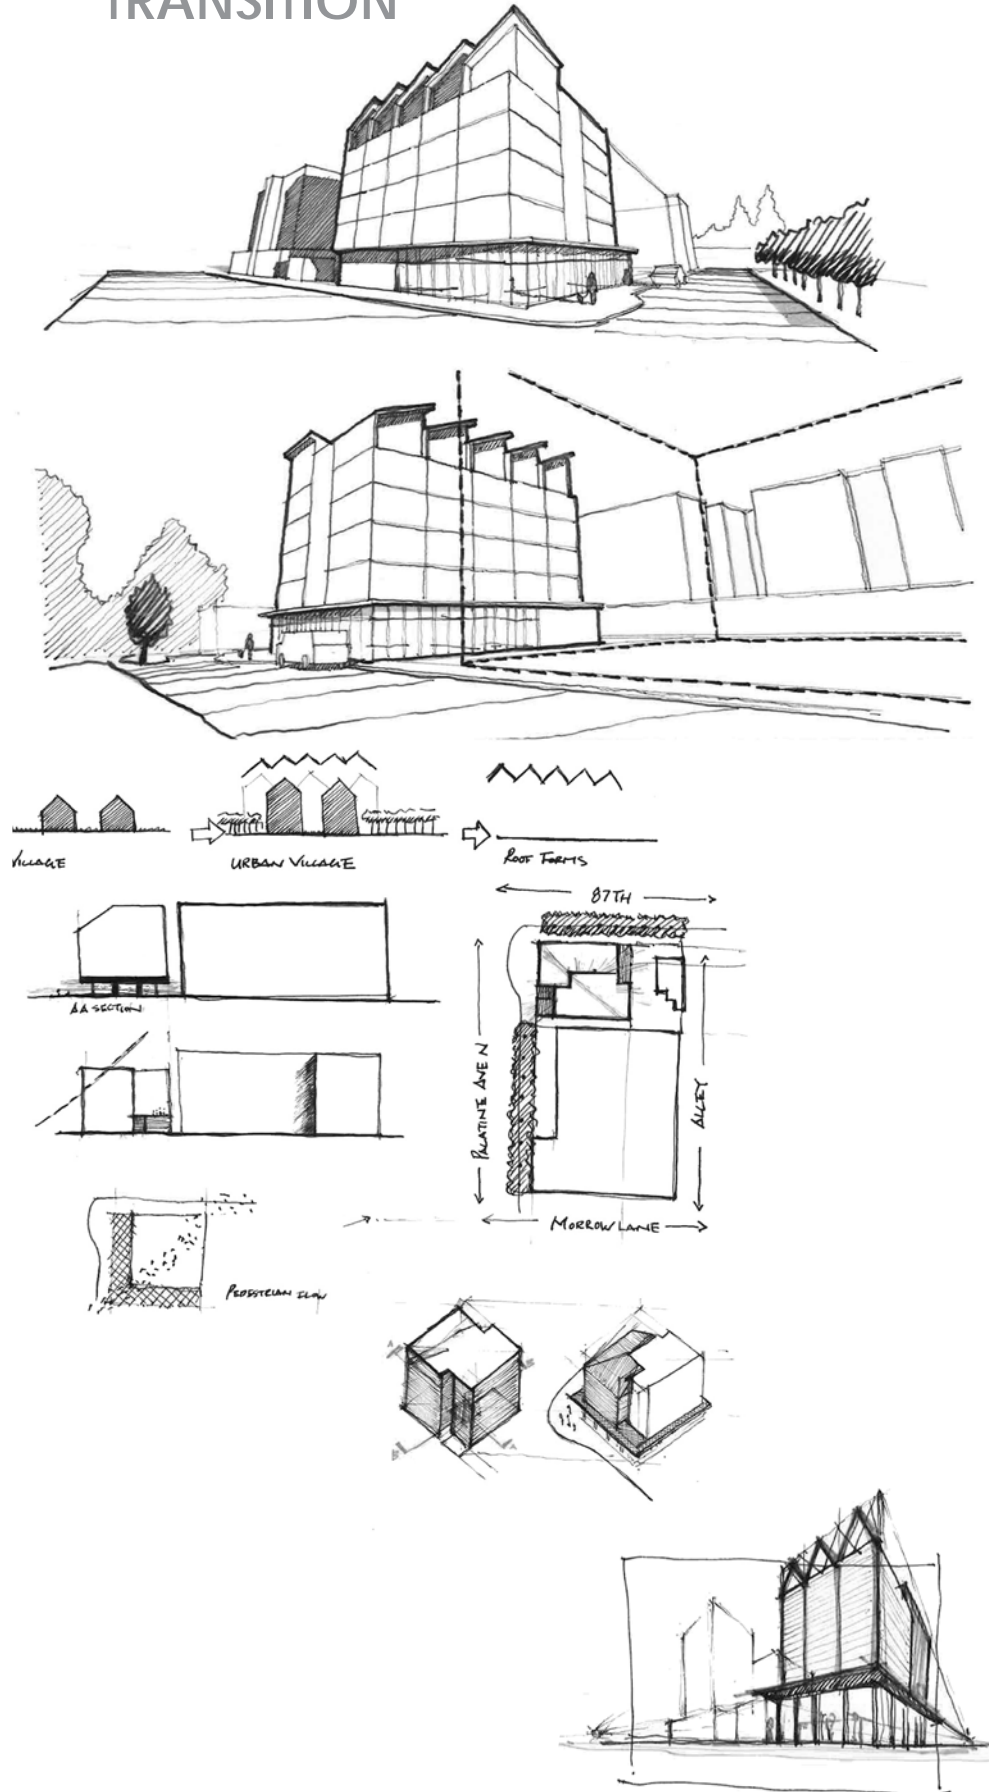 TRANSITION
VILLAGE
URBAN VILLAGE
ROOF FORMS
87TH
AA SECTION
PALATINE AVE N
ALLEY
MORROW LANE
PEDESTRIAN FLOW
A
B
B
A